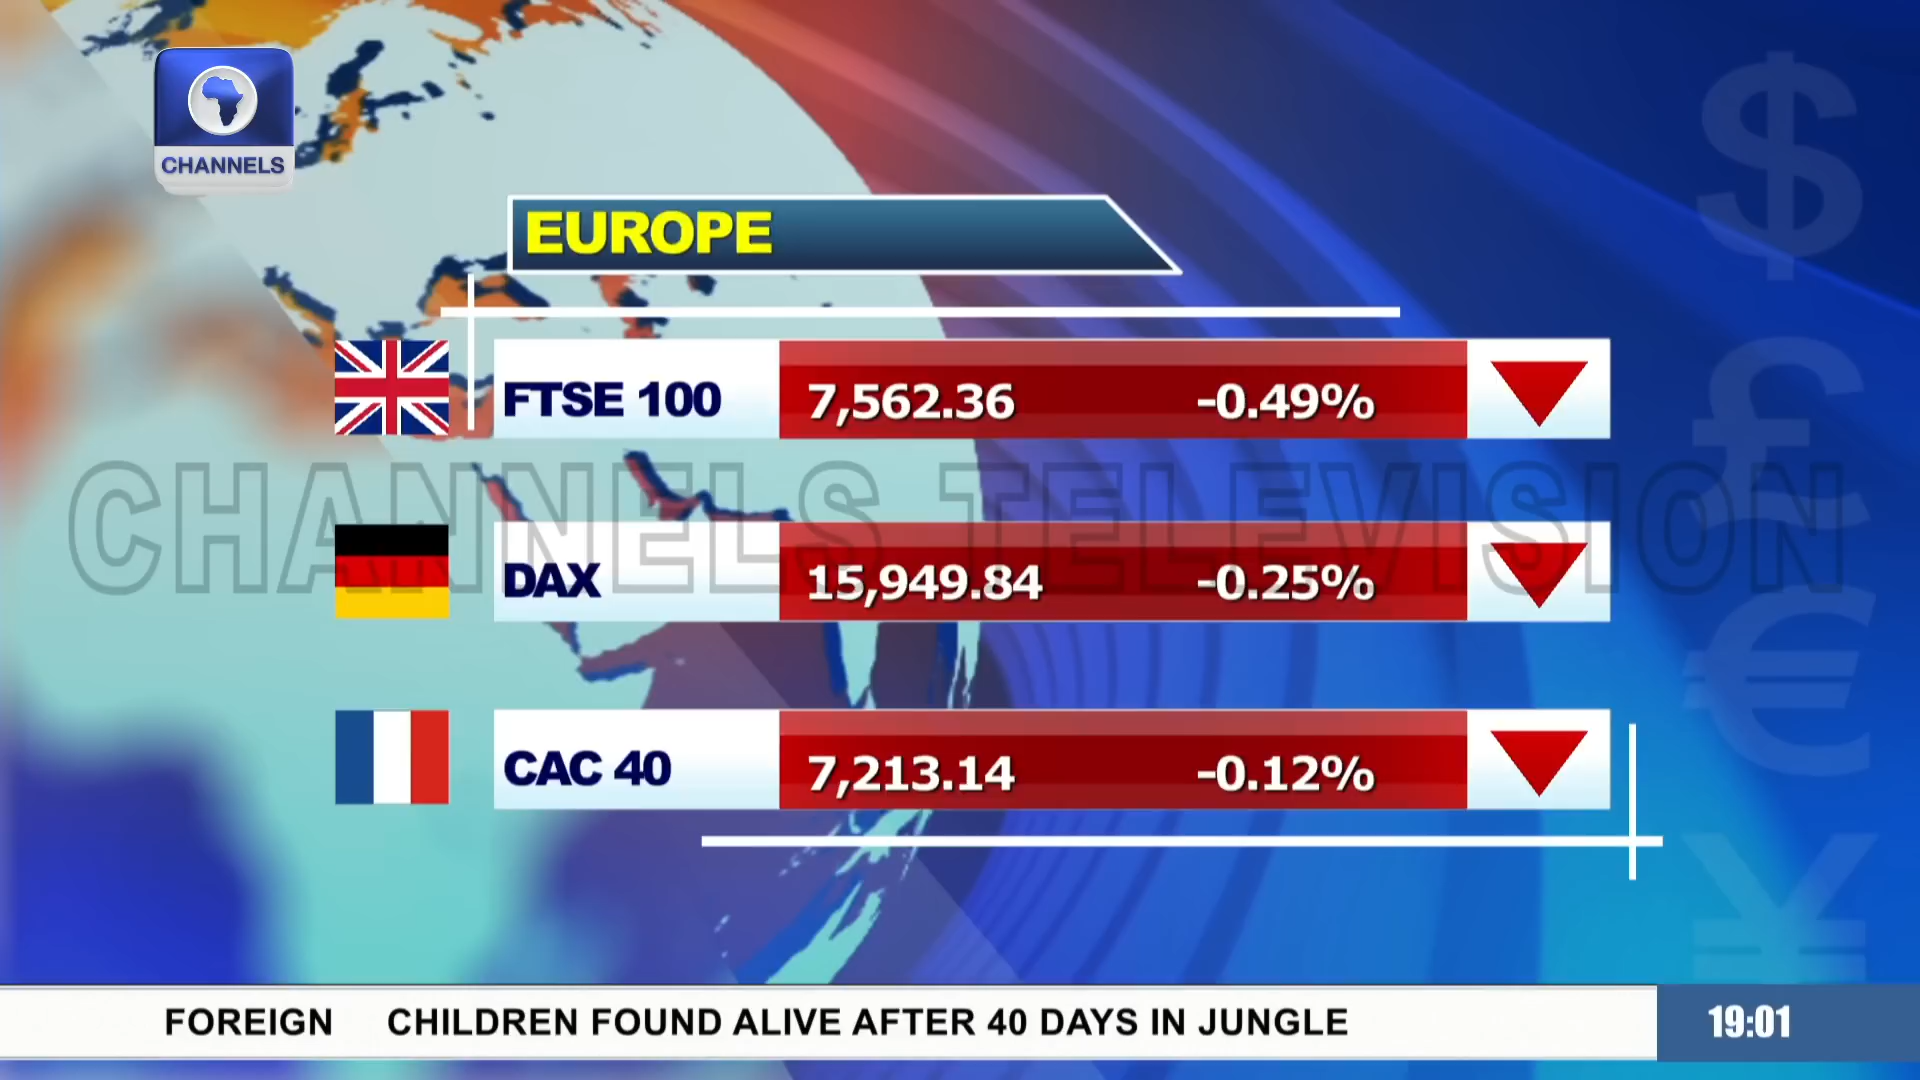 CHANNELS
EUROPE
FTSE 100 7,562.36 -0.49%
CHANNELS TELEVISION
DAX 15,949.84 -0.25%
CAC 40 7,213.14 -0.12%
$
£
€
¥
FOREIGN CHILDREN FOUND ALIVE AFTER 40 DAYS IN JUNGLE 19:01